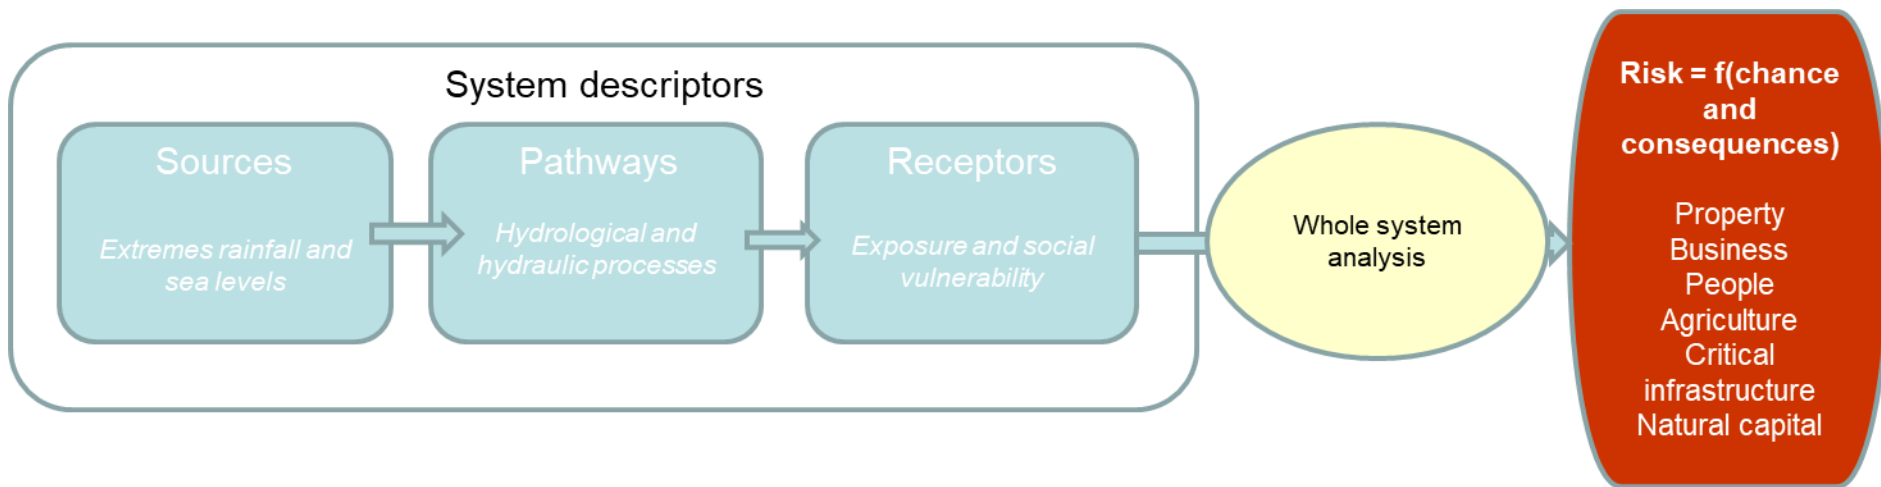 System descriptors
Sources
Extremes rainfall and
sea levels
Pathways
Hydrological and
hydraulic processes
Receptors
Exposure and social
vulnerability
Whole system
analysis
Risk = f(chance
and
consequences)
Property
Business
People
Agriculture
Critical
infrastructure
Natural capital